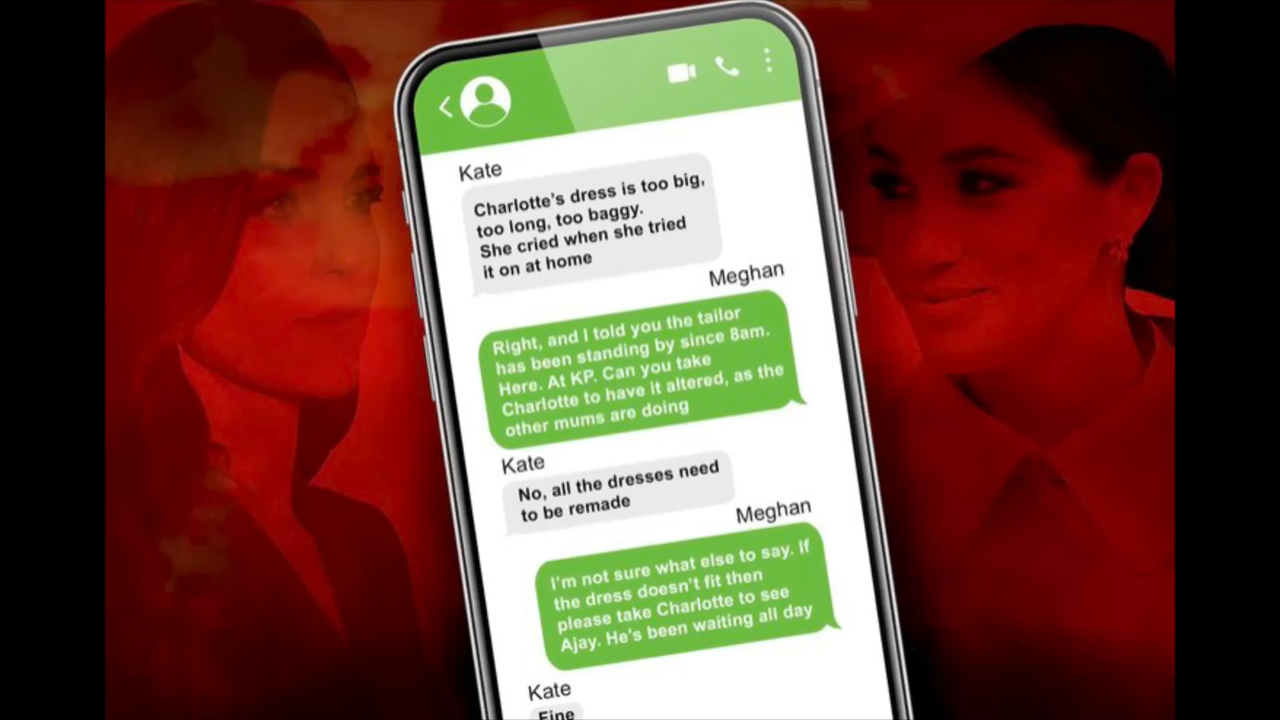 Kate
Charlotte's dress is too big,
too long, too baggy.
She cried when she tried
it on at home
Meghan
Right, and I told you the tailor
has been standing by since 8am.
Here. At KP. Can you take
Charlotte to have it altered, as the
other mums are doing
Kate
No, all the dresses need
to be remade
Meghan
I'm not sure what else to say. If
the dress doesn't fit then
please take Charlotte to see
Ajay. He's been waiting all day
Kate
Fine